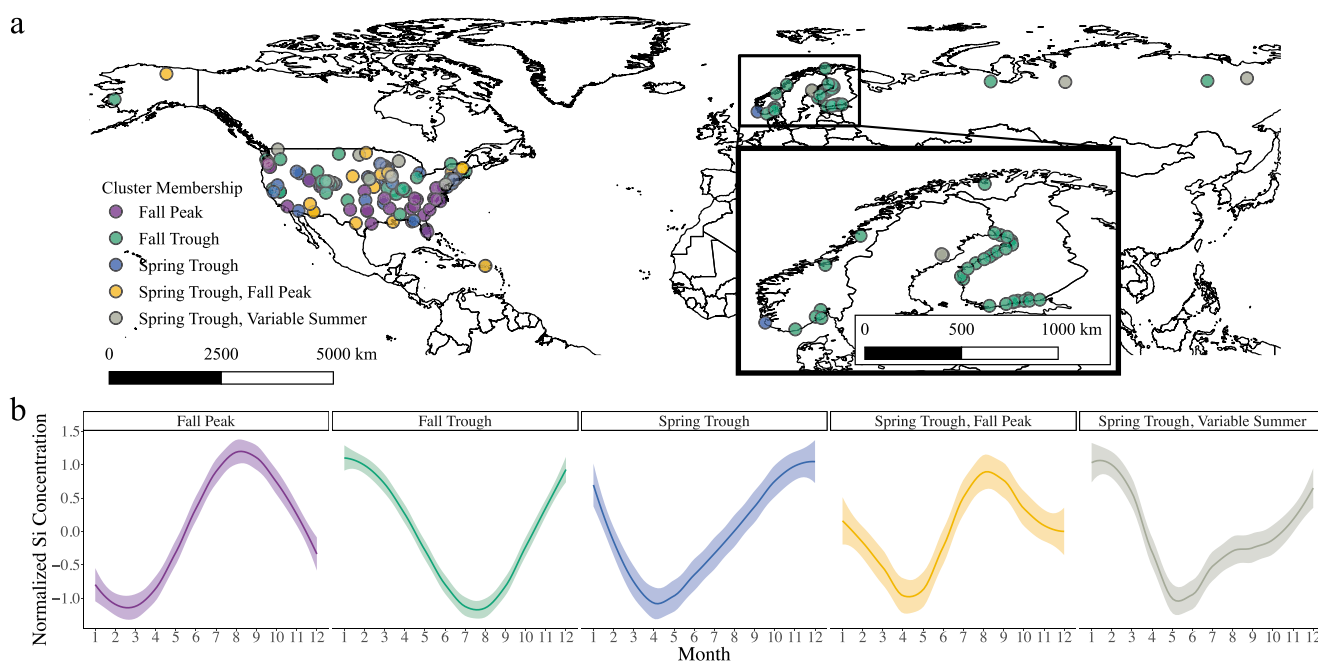 a
Cluster Membership
Fall Peak
Fall Trough
Spring Trough
Spring Trough, Fall Peak
Spring Trough, Variable Summer
0 2500 5000 km
0 500 1000 km
b
Fall Peak Fall Trough Spring Trough Spring Trough, Fall Peak Spring Trough, Variable Summer
Normalized Si Concentration
1.5
1.0
0.5
0.0
−0.5
−1.0
1 2 3 4 5 6 7 8 9 10 11 12 1 2 3 4 5 6 7 8 9 10 11 12 1 2 3 4 5 6 7 8 9 10 11 12 1 2 3 4 5 6 7 8 9 10 11 12 1 2 3 4 5 6 7 8 9 10 11 12
Month